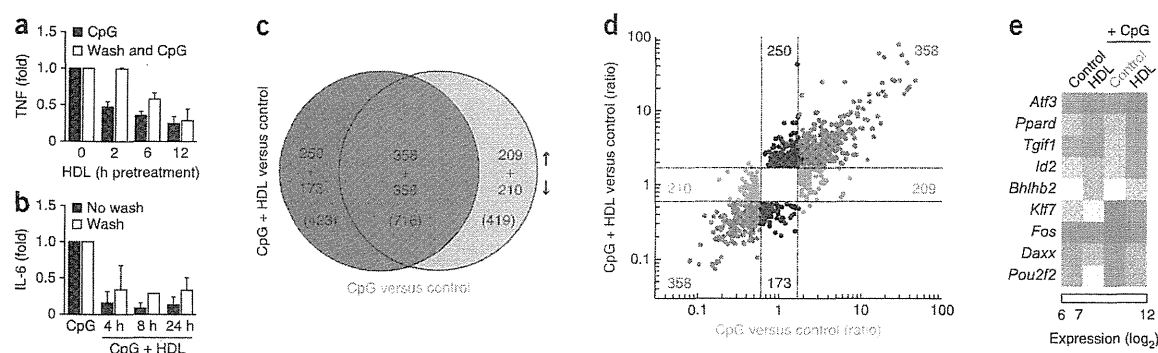 a
TNF (fold)
1.5
1.0
0.5
0
CpG
Wash and CpG
0 2 6 12
HDL (h pretreatment)
b
IL-6 (fold)
1.5
1.0
0.5
0
No wash
Wash
CpG 4 h 8 h 24 h
CpG + HDL
c
CpG + HDL versus control
250 358 209
+ + +
173 358 210
(423) (716) (419)
CpG versus control
d
CpG + HDL versus control (ratio)
100
10
1
0.1
250
358
210
209
358
173
0.1 1 10 100
CpG versus control (ratio)
e
+ CpG
Control
HDL
Control
HDL
Atf3
Ppard
Tgif1
Id2
Bhlhb2
Klf7
Fos
Daxx
Pou2f2
6 7 12
Expression (log2)